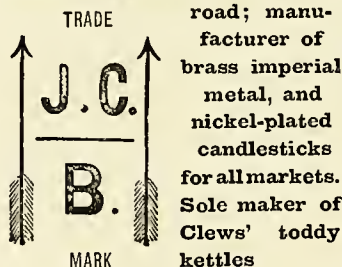 TRADE
J. C.
B.
MARK
road; manu-
facturer of
brass imperial
metal, and
nickel-plated
candlesticks
for all markets.
Sole maker of
Clews' toddy
kettles